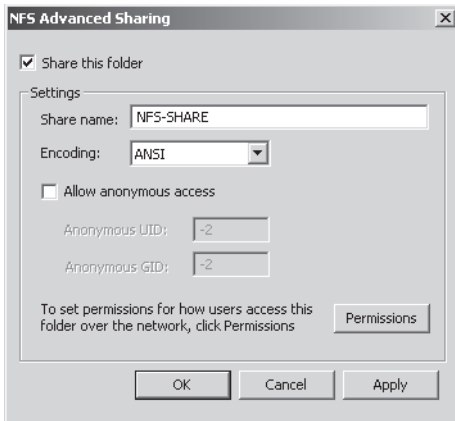 NFS Advanced Sharing
Share this folder
Settings
Share name: NFS-SHARE
Encoding: ANSI
Allow anonymous access
Anonymous UID: -2
Anonymous GID: -2
To set permissions for how users access this
folder over the network, click Permissions
Permissions
OK Cancel Apply